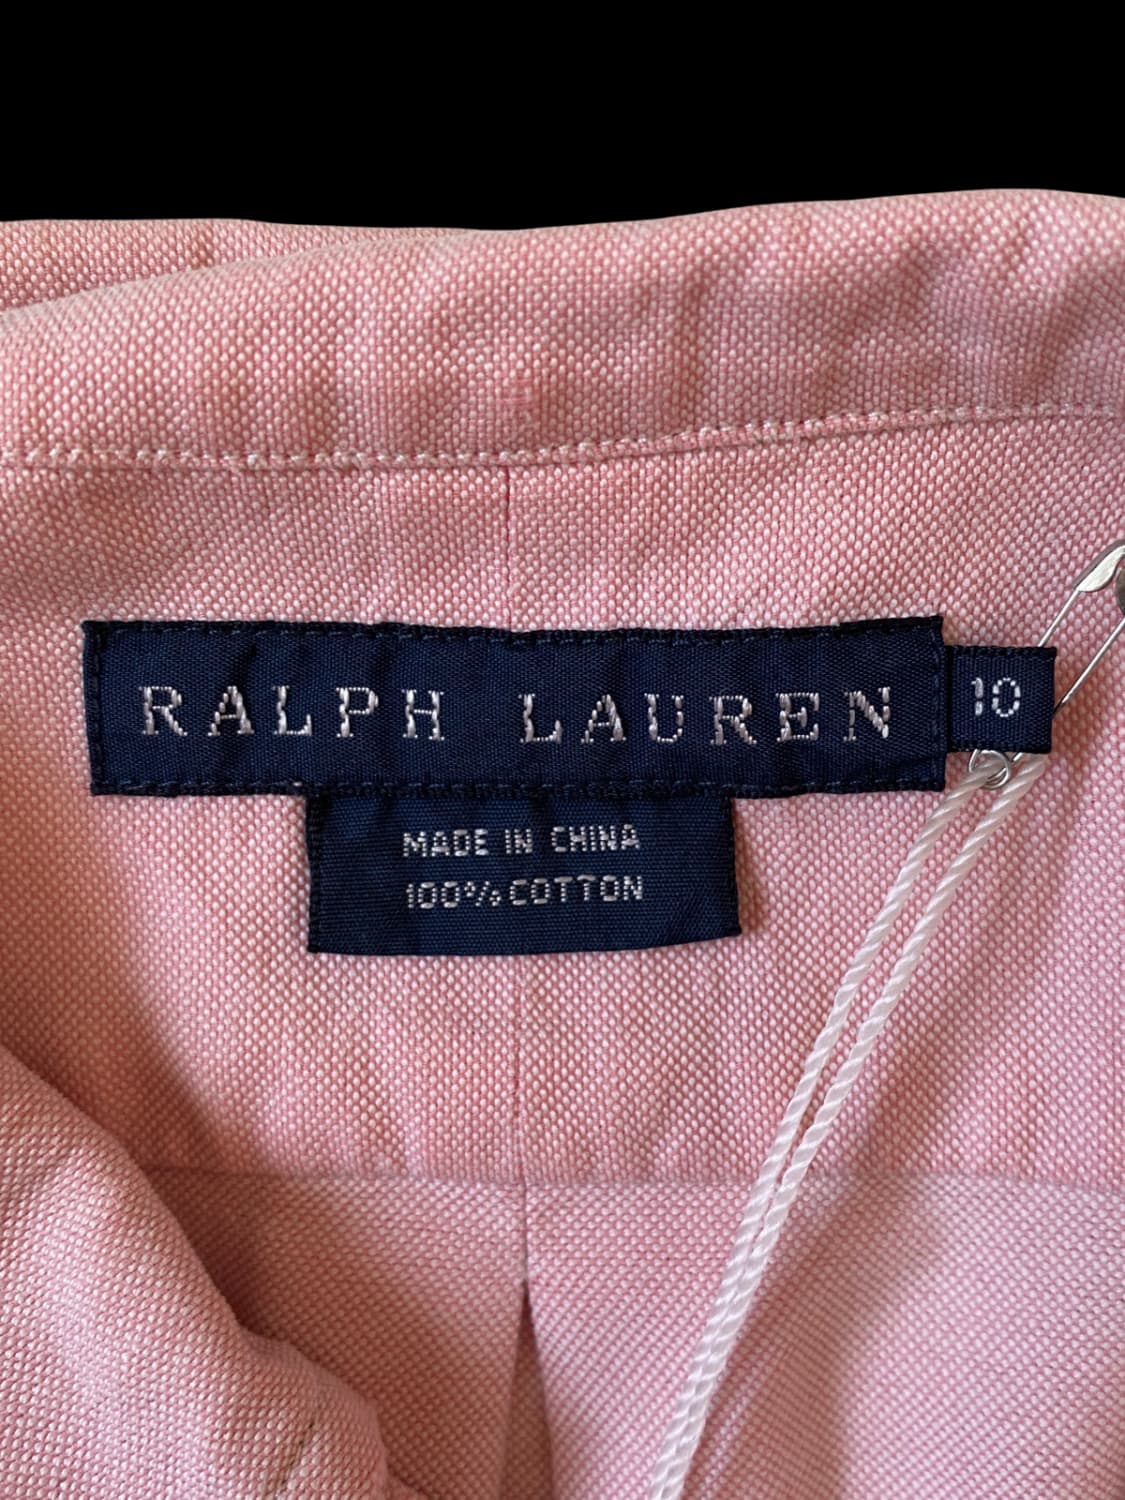 RALPH LAUREN
10
MADE IN CHINA
100% COTTON